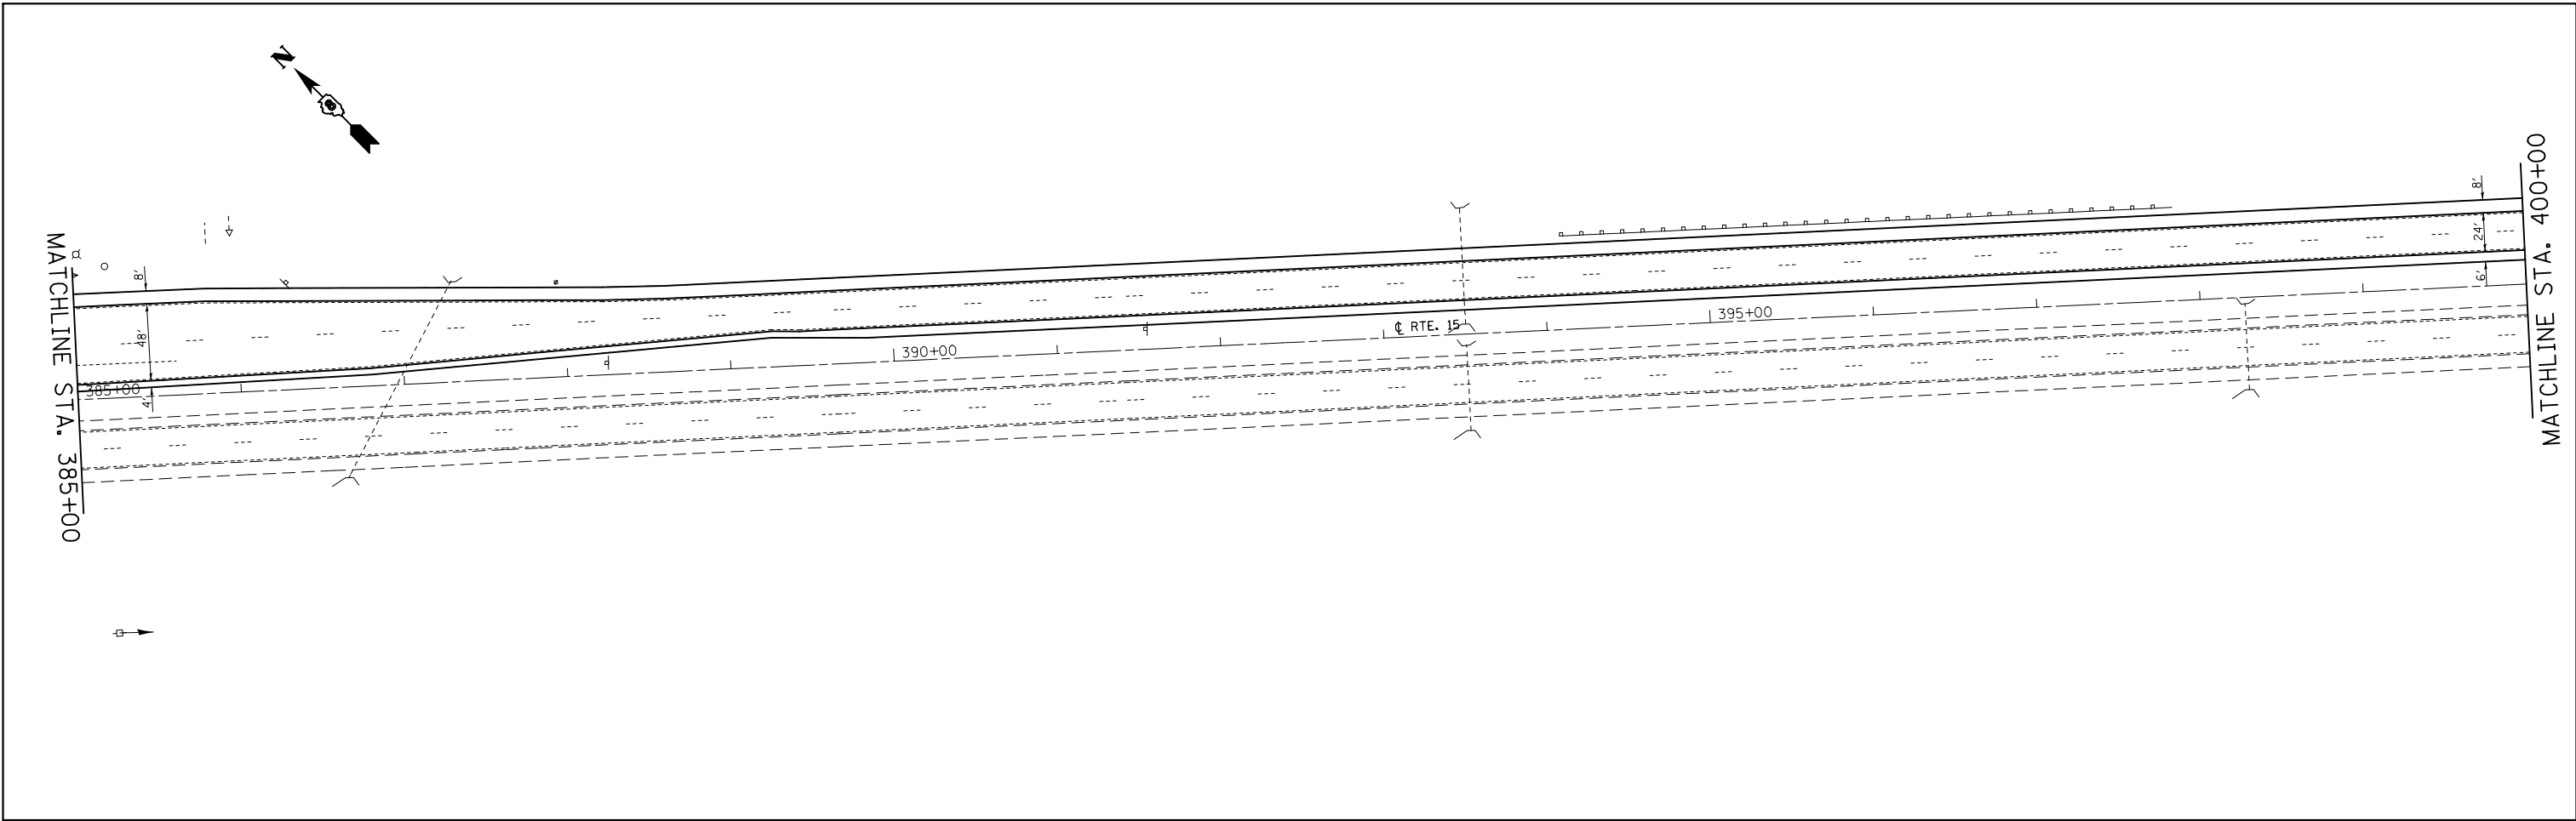 N
MATCHLINE STA. 385+00
8'
48'
4'
385+00
390+00
℄ RTE. 15
395+00
8'
24'
6'
MATCHLINE STA. 400+00